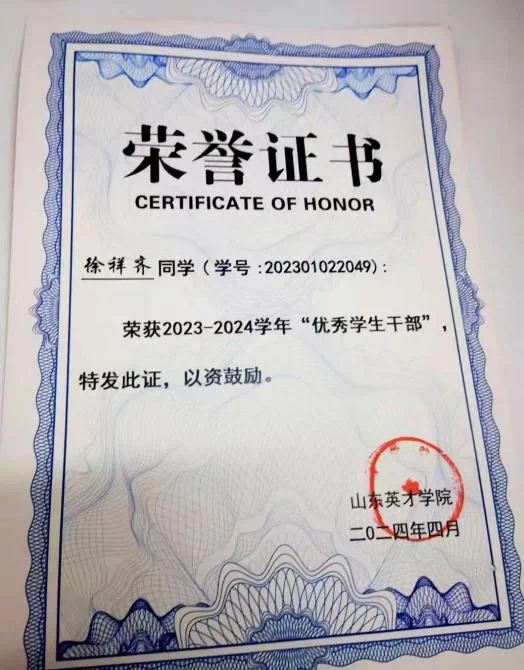 荣誉证书
CERTIFICATE OF HONOR
徐祥齐同学（学号:202301022049）:
荣获2023-2024学年“优秀学生干部”，
特发此证，以资鼓励。
山东英才学院
二〇二四年四月